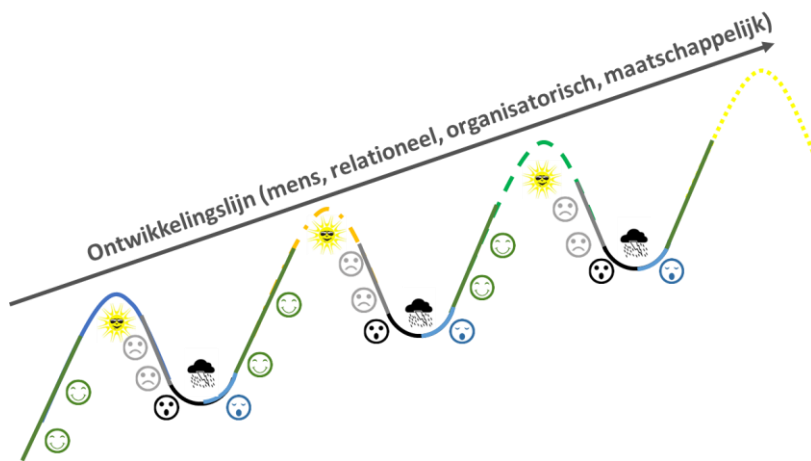 Ontwikkelingslijn (mens, relationeel, organisatorisch, maatschappelijk)